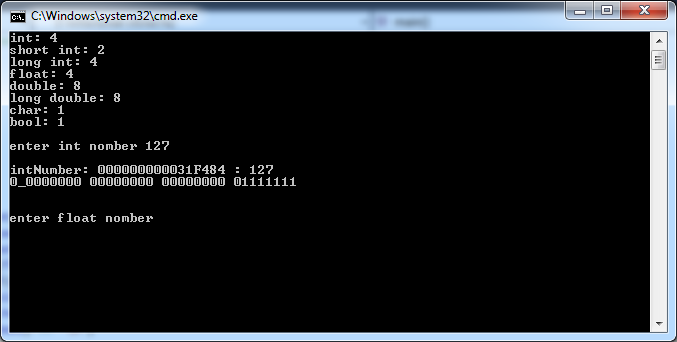 C:\Windows\system32\cmd.exe
int: 4
short int: 2
long int: 4
float: 4
double: 8
long double: 8
char: 1
bool: 1
enter int nomber 127
intNumber: 000000000031F484 : 127
0_0000000 00000000 00000000 01111111
enter float nomber